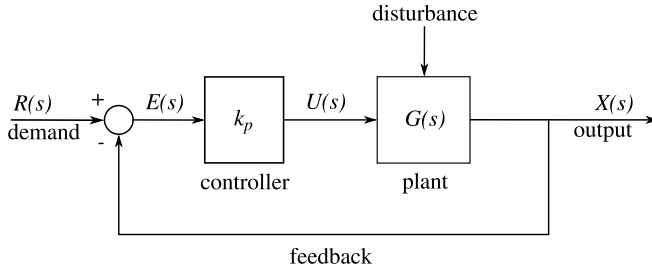 disturbance
R(s)
+
E(s)
k_p
U(s)
G(s)
X(s)
demand
-
output
controller
plant
feedback